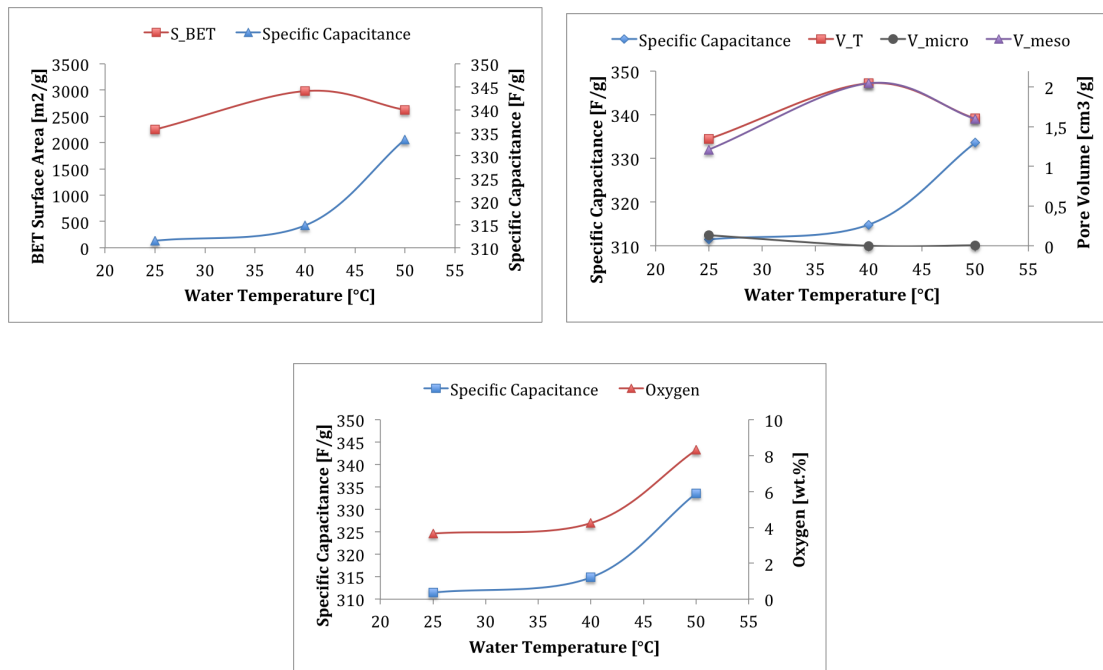 S_BET Specific Capacitance
BET Surface Area [m2/g]
3500
3000
2500
2000
1500
1000
500
0
350
345
340
335
330
325
320
315
310
Specific Capacitance [F/g]
20 25 30 35 40 45 50 55
Water Temperature [°C]
Specific Capacitance V_T V_micro V_meso
Specific Capacitance [F/g]
350
340
330
320
310
2
1,5
1
0,5
0
Pore Volume [cm3/g]
20 25 30 35 40 45 50 55
Water Temperature [°C]
Specific Capacitance Oxygen
Specific Capacitance [F/g]
350
345
340
335
330
325
320
315
310
10
8
6
4
2
0
Oxygen [wt.%]
20 25 30 35 40 45 50 55
Water Temperature [°C]